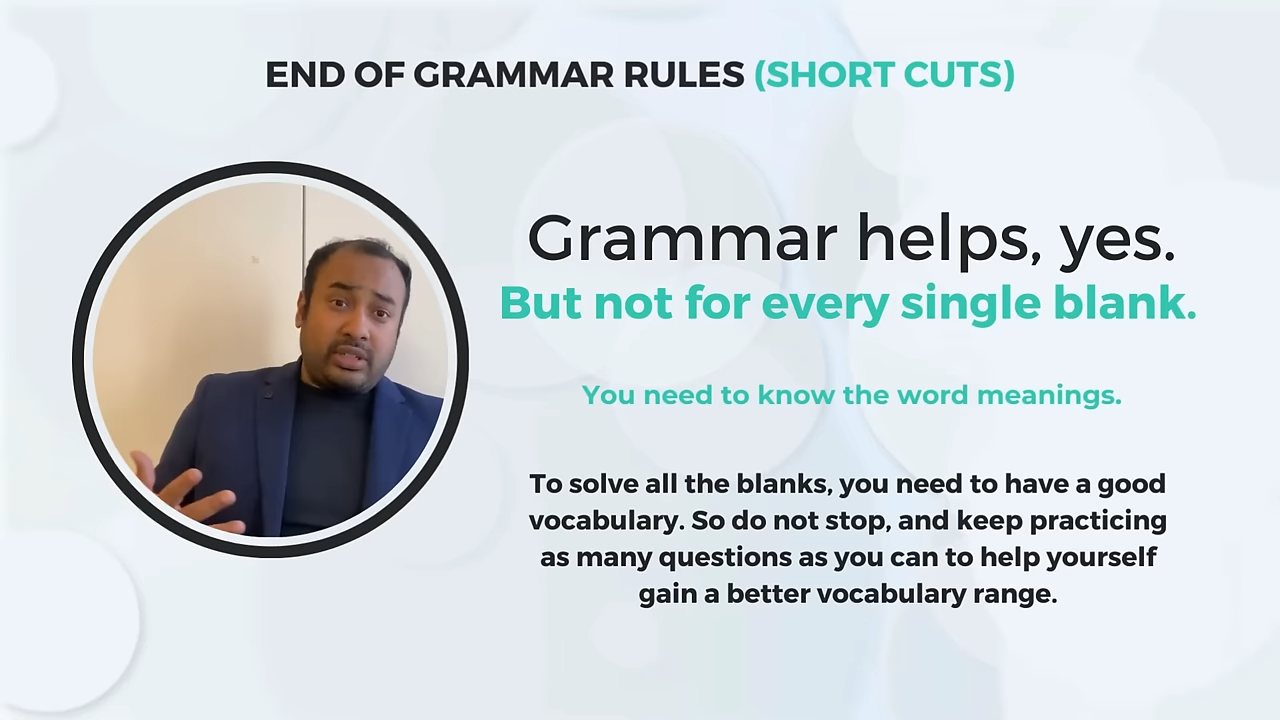 END OF GRAMMAR RULES (SHORT CUTS)
Grammar helps, yes.
But not for every single blank.
You need to know the word meanings.
To solve all the blanks, you need to have a good
vocabulary. So do not stop, and keep practicing
as many questions as you can to help yourself
gain a better vocabulary range.